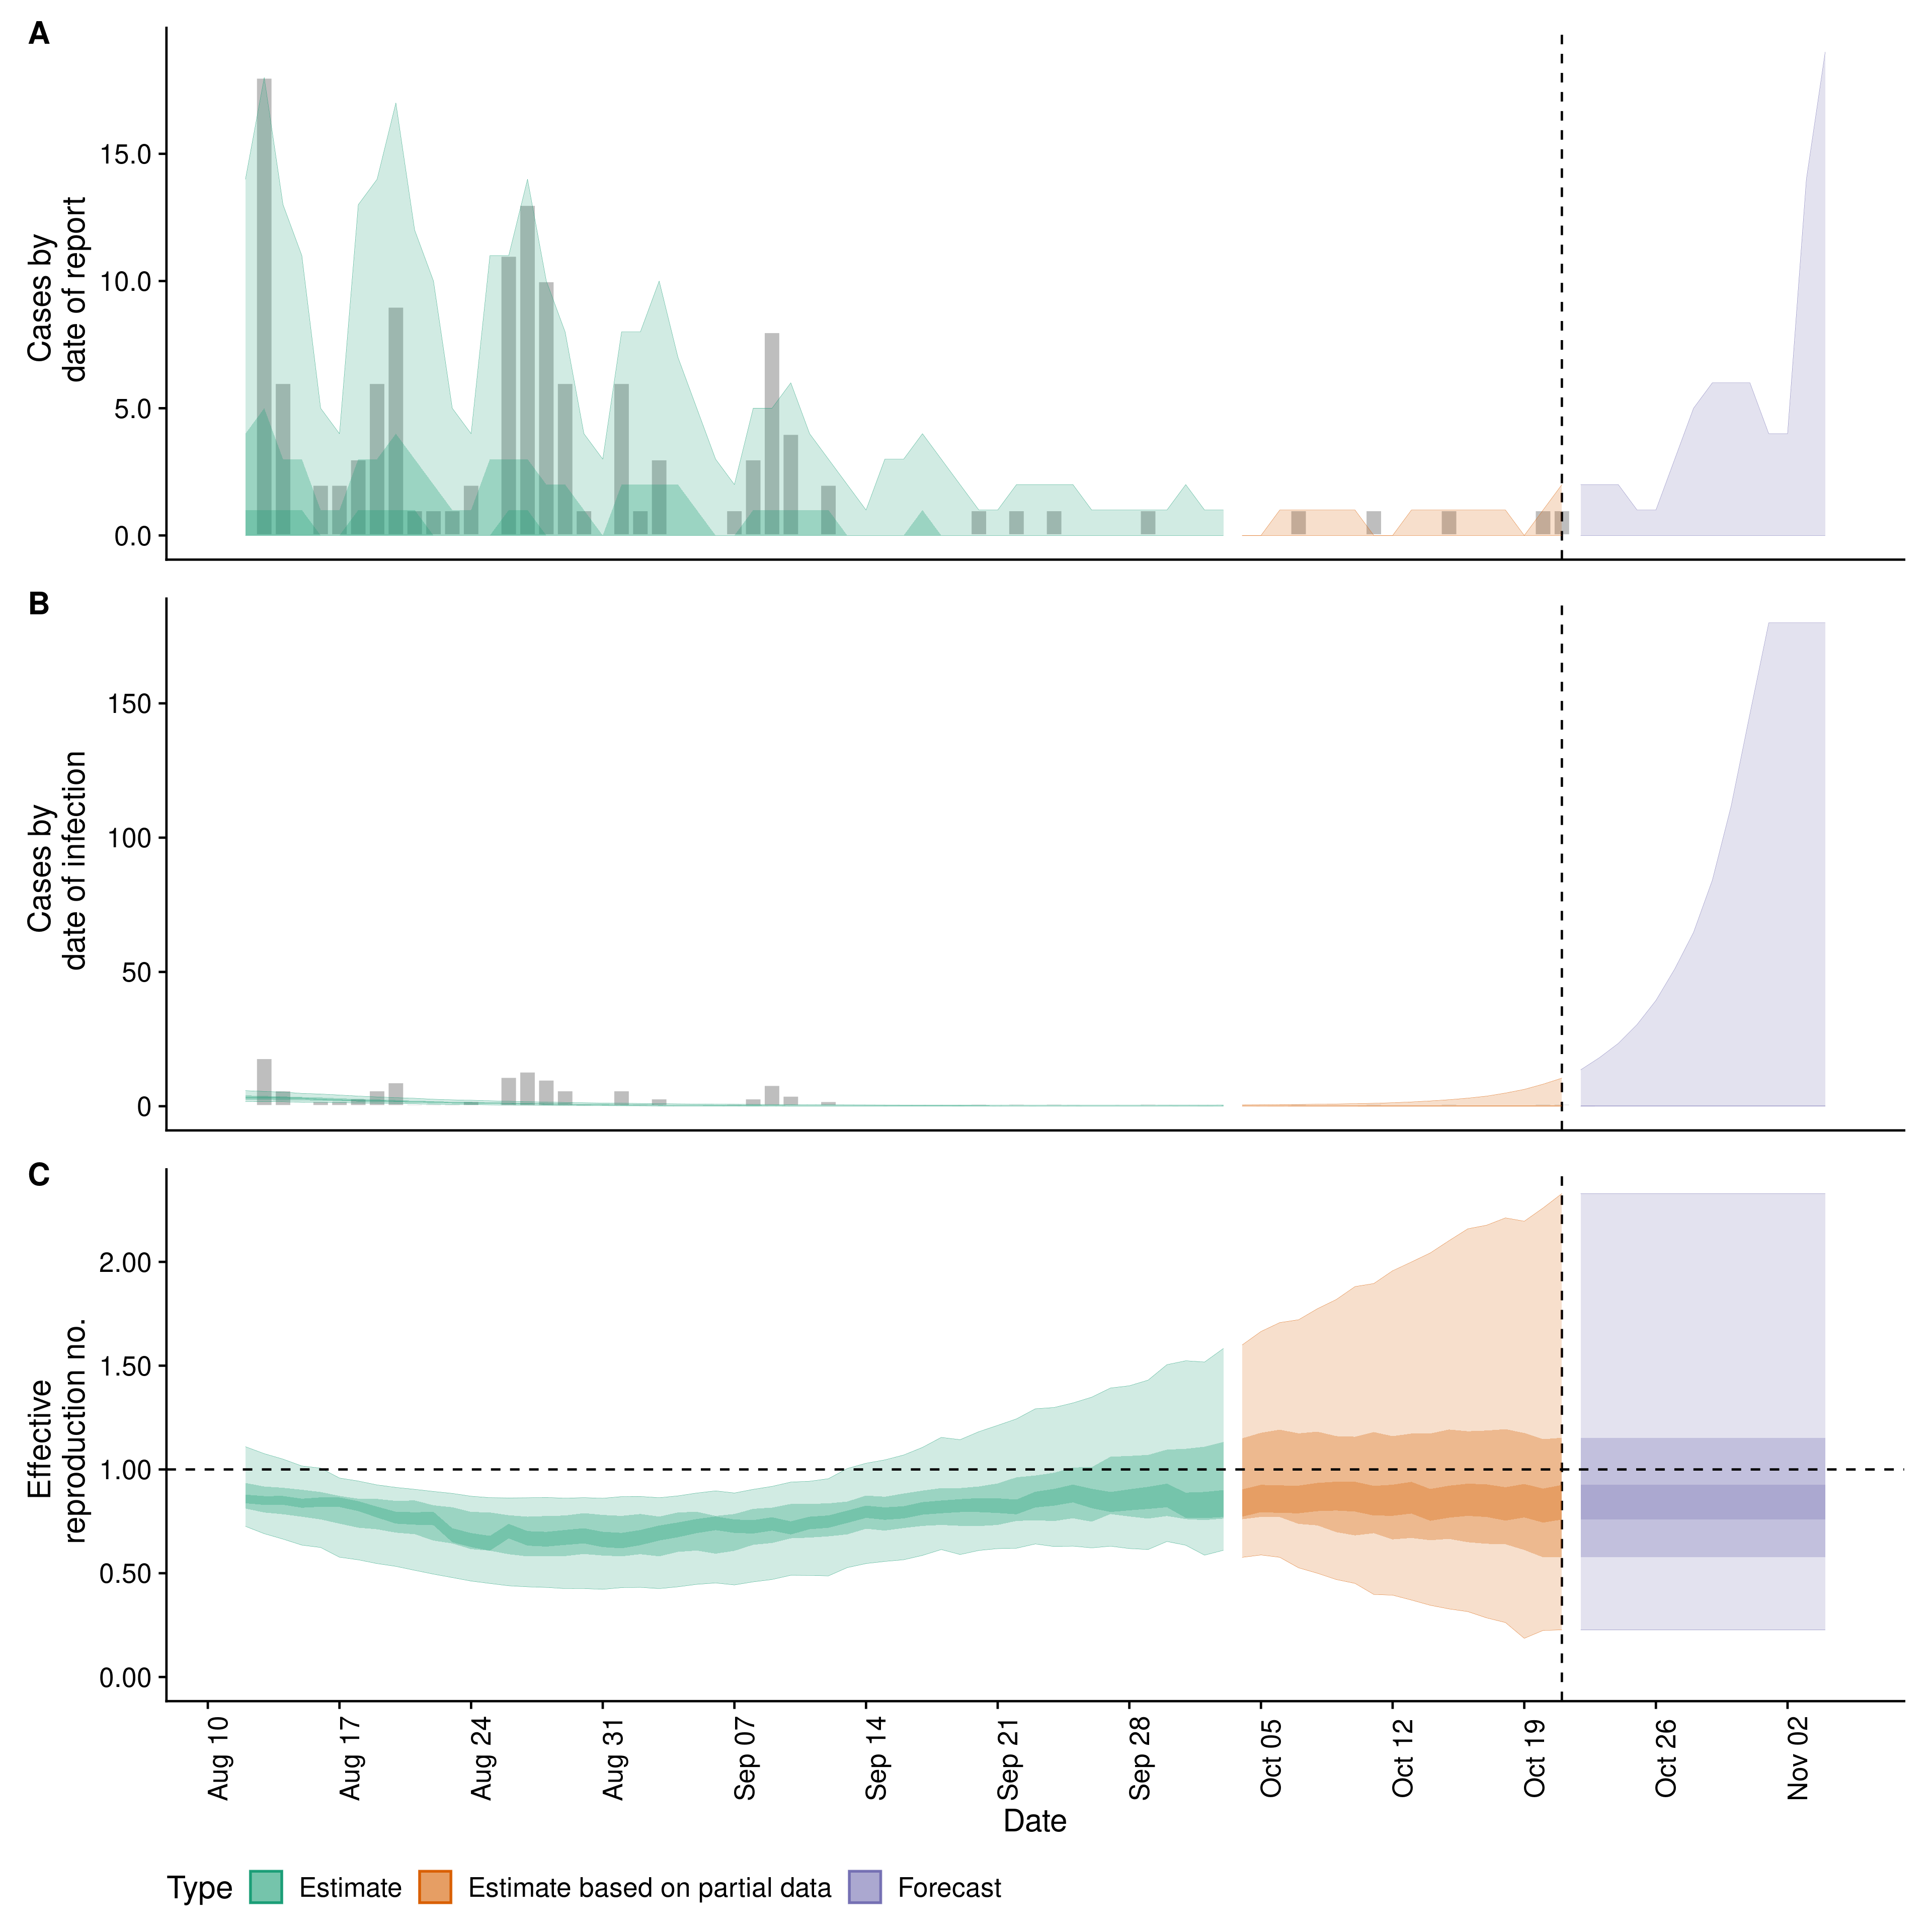 A
Cases by
date of report
15.0
10.0
5.0
0.0
B
Cases by
date of infection
150
100
50
0
C
Effective
reproduction no.
2.00
1.50
1.00
0.50
0.00
Aug 10
Aug 17
Aug 24
Aug 31
Sep 07
Sep 14
Sep 21
Sep 28
Oct 05
Oct 12
Oct 19
Oct 26
Nov 02
Date
Type Estimate Estimate based on partial data Forecast